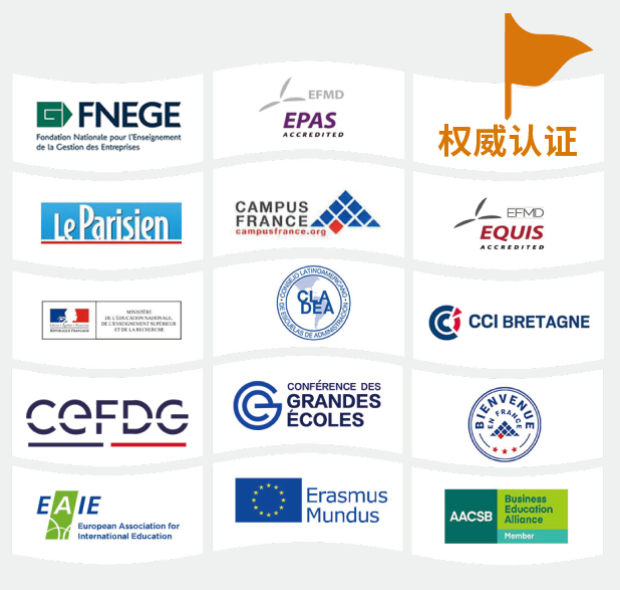 FNEGE
Fondation Nationale pour l'Enseignement
de la Gestion des Entreprises
EFMD
EPAS
ACCREDITED
权威认证
Le Parisien
CAMPUS
FRANCE
campusfrance.org
EFMD
EQUIS
ACCREDITED
MINISTÈRE
DE L'ÉDUCATION NATIONALE,
DE L'ENSEIGNEMENT SUPÉRIEUR
ET DE LA RECHERCHE
CONSEJO LATINOAMERICANO
CLA
DEA
DE ESCUELAS DE ADMINISTRACION
CCI BRETAGNE
CEFDG
CONFÉRENCE DES
GRANDES
ÉCOLES
BIENVENUE
EN FRANCE
EAIE
European Association for
International Education
Erasmus
Mundus
AACSB
Business
Education
Alliance
Member